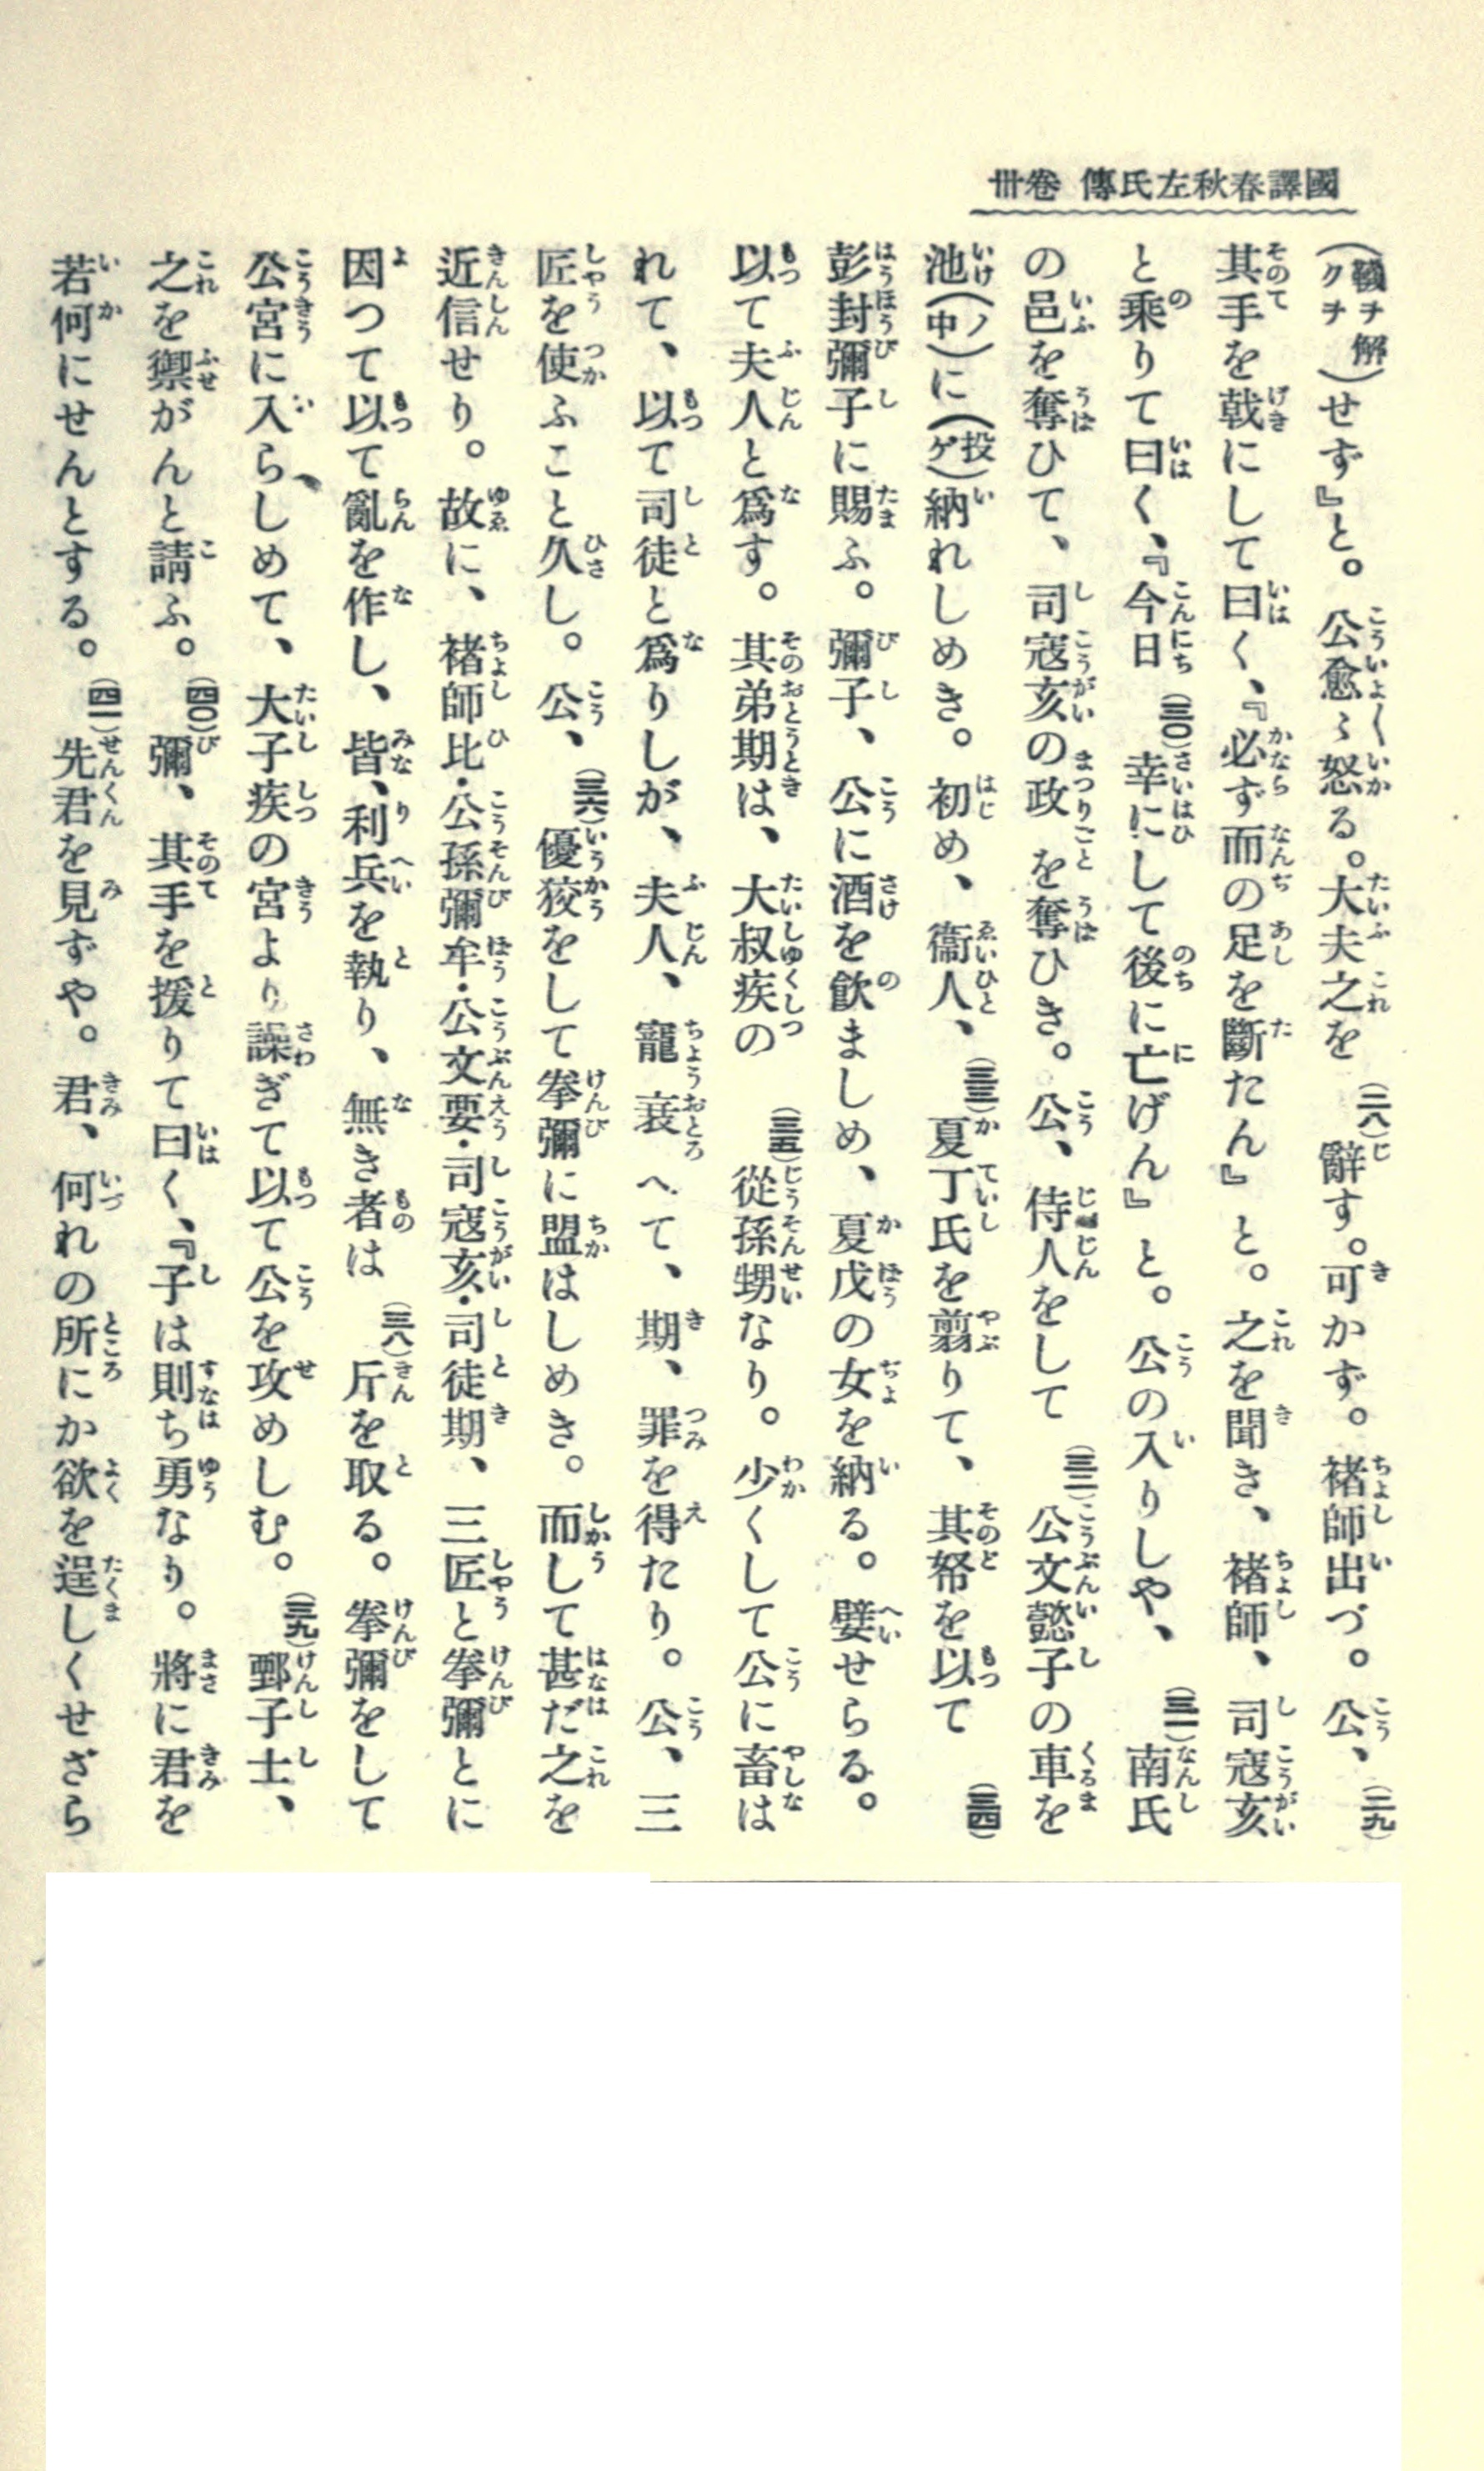 國譯春秋左氏傳 卷卅
(韈ヲ解クヲ)せず』と。公愈〻怒る。大夫之を(二八)辭す。可かず。褚師出づ。公、(二九)
其手を戟にして曰く、『必ず而の足を斷たん』と。之を聞き、褚師、司寇亥
と乘りて曰く、『今日(三〇)幸にして後に亡げん』と。公の入りしや、(三一)南氏
の邑を奪ひて、司寇亥の政を奪ひき。公、侍人をして(三二)公文懿子の車を
池(ノ中)に(投ゲ)納れしめき。初め、衞人、(三三)夏丁氏を翦りて、其帑を以て(三四)
彭封彌子に賜ふ。彌子、公に酒を飮ましめ、夏戊の女を納る。嬖せらる。
以て夫人と爲す。其弟期は、大叔疾の(三五)從孫甥なり。少くして公に畜は
れて、以て司徒と爲りしが、夫人、寵衰へて、期、罪を得たり。公、三
匠を使ふこと久し。公、(三六)優狡をして拳彌に盟はしめき。而して甚だ之を
近信せり。故に、褚師比・公孫彌牟・公文要・司寇亥・司徒期、三匠と拳彌とに
因つて以て亂を作し、皆、利兵を執り、無き者は(三八)斤を取る。拳彌をして
公宮に入らしめて、大子疾の宮より譟ぎて以て公を攻めしむ。(三九)鄄子士、
之を禦がんと請ふ。(四〇)彌、其手を援りて曰く、『子は則ち勇なり。將に君を
若何にせんとする。(四一)先君を見ずや。君、何れの所にか欲を逞しくせざら